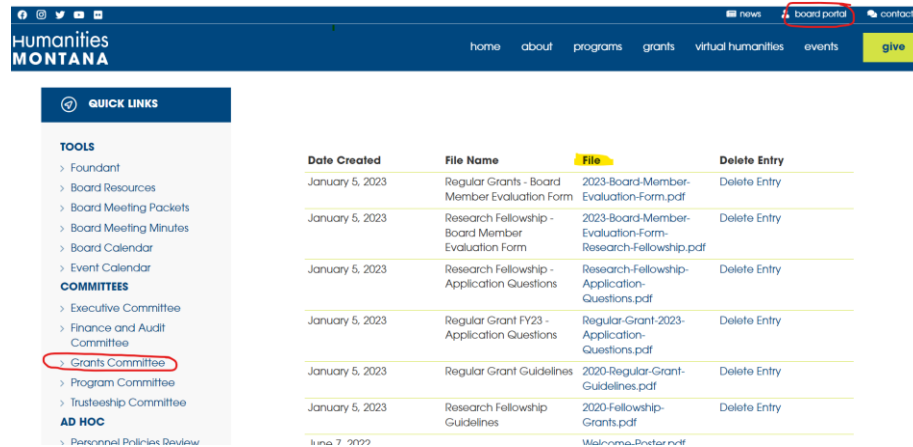 news
board portal
contact
Humanities
MONTANA
home about programs grants virtual humanities events give
QUICK LINKS
TOOLS
Foundant
Board Resources
Board Meeting Packets
Board Meeting Minutes
Board Calendar
Event Calendar
COMMITTEES
Executive Committee
Finance and Audit
Committee
Grants Committee
Program Committee
Trusteeship Committee
AD HOC
Personnel Policies Review
Date Created File Name File Delete Entry
January 5, 2023 Regular Grants - Board 2023-Board-Member- Delete Entry
Member Evaluation Form Evaluation-Form.pdf
January 5, 2023 Research Fellowship - 2023-Board-Member- Delete Entry
Board Member Evaluation-Form-
Evaluation Form Research-Fellowship.pdf
January 5, 2023 Research Fellowship - Research-Fellowship- Delete Entry
Application Questions Application-
Questions.pdf
January 5, 2023 Regular Grant FY23 - Regular-Grant-2023- Delete Entry
Application Questions Application-
Questions.pdf
January 5, 2023 Regular Grant Guidelines 2020-Regular-Grant- Delete Entry
Guidelines.pdf
January 5, 2023 Research Fellowship 2020-Fellowship- Delete Entry
Guidelines Grants.pdf
June 7, 2022 Welcome-Poster.pdf